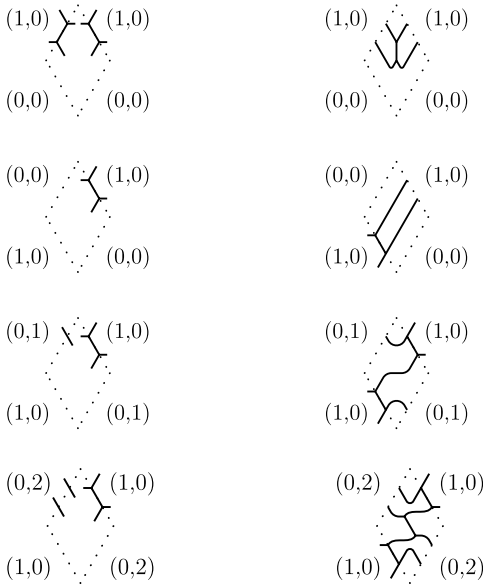 (1,0) (1,0) (1,0) (1,0)
(0,0) (0,0) (0,0) (0,0)
(0,0) (1,0) (0,0) (1,0)
(1,0) (0,0) (1,0) (0,0)
(0,1) (1,0) (0,1) (1,0)
(1,0) (0,1) (1,0) (0,1)
(0,2) (1,0) (0,2) (1,0)
(1,0) (0,2) (1,0) (0,2)